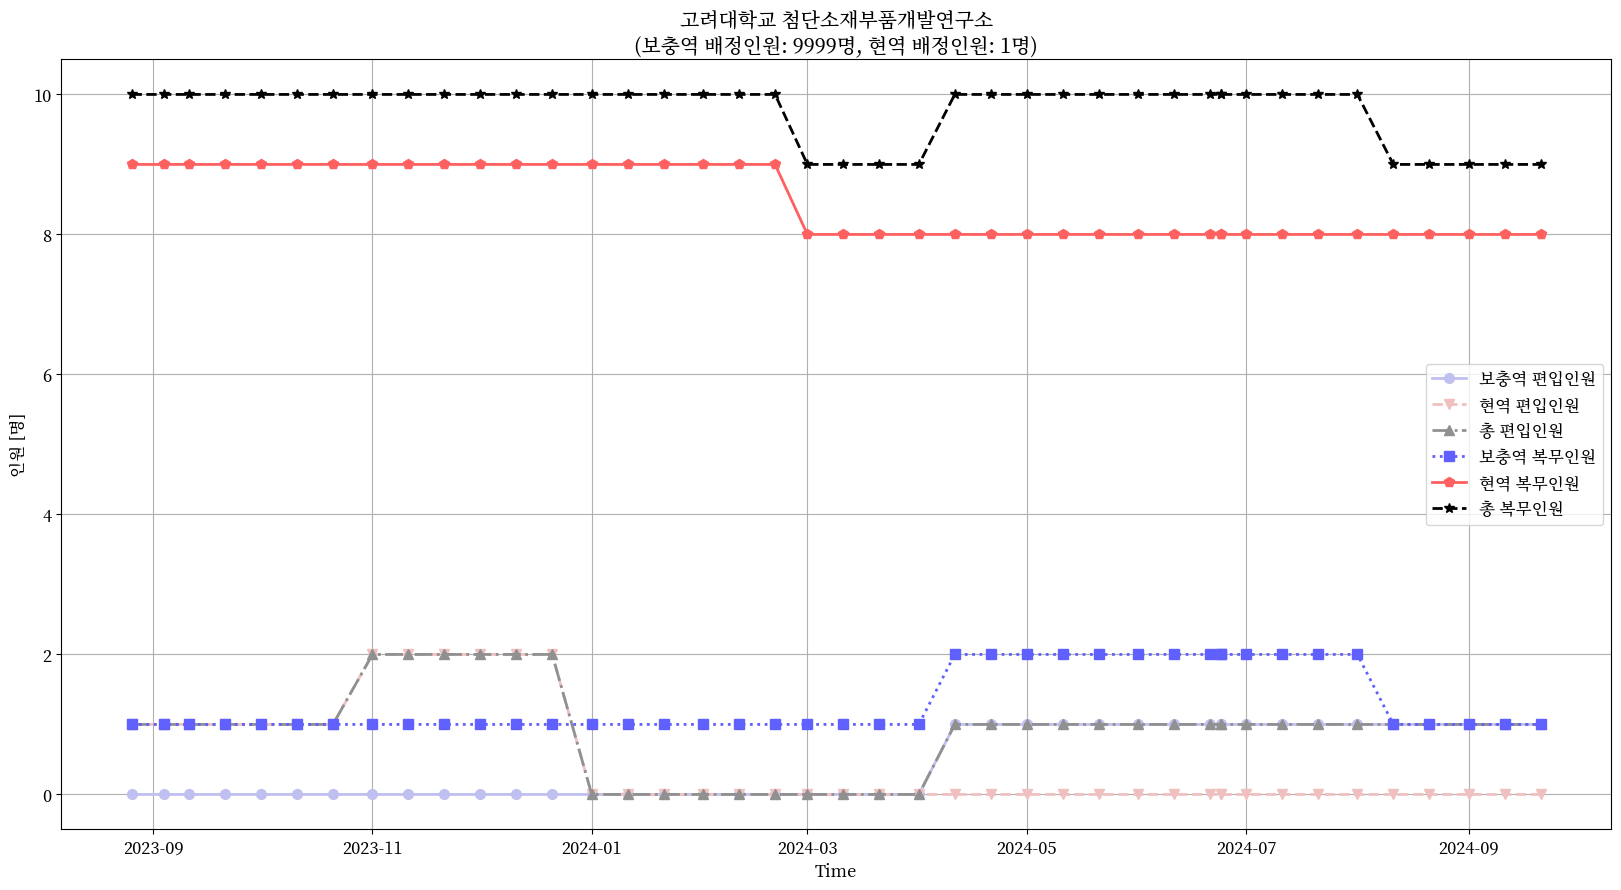 고려대학교 첨단소재부품개발연구소
(보충역 배정인원: 9999명, 현역 배정인원: 1명)
10
8
6
4
2
0
인원 [명]
보충역 편입인원
현역 편입인원
총 편입인원
보충역 복무인원
현역 복무인원
총 복무인원
2023-09
2023-11
2024-01
2024-03
2024-05
2024-07
2024-09
Time